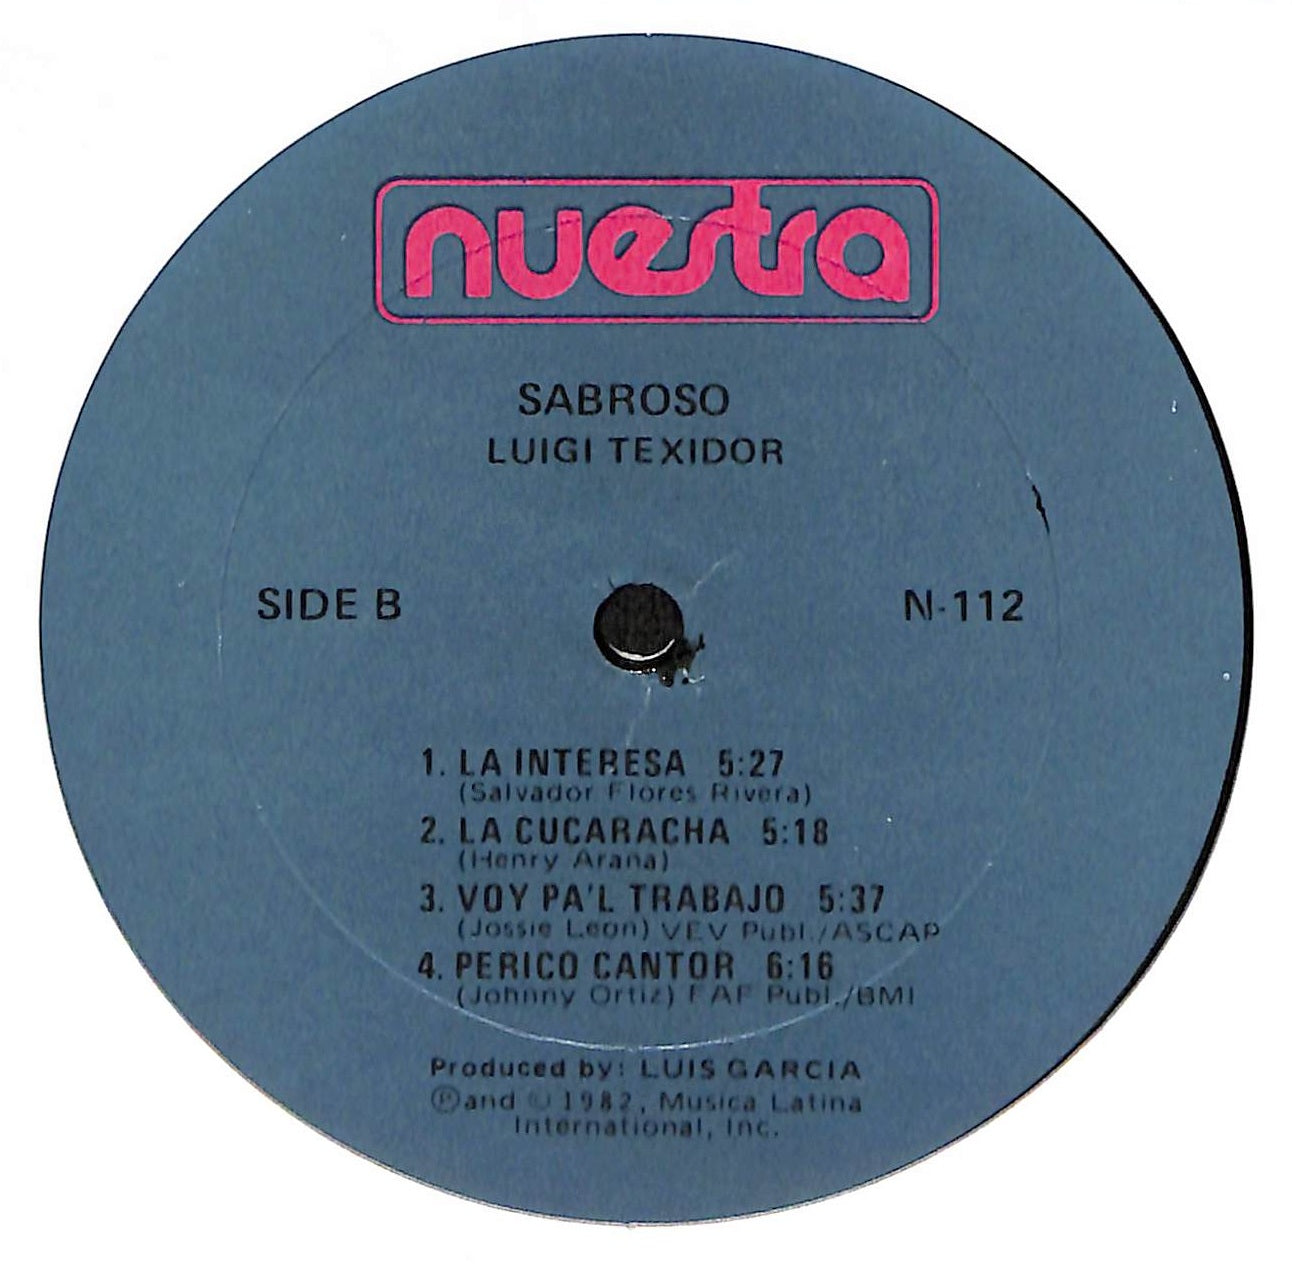 nuestra
SABROSO
LUIGI TEXIDOR
SIDE B
N-112
1. LA INTERESA 5:27
(Salvador Flores Rivera)
2. LA CUCARACHA 5:18
(Henry Arana)
3. VOY PA'L TRABAJO 5:37
(Jossie Leon) VEV Publ./ASCAP
4. PERICO CANTOR 6:16
(Johnny Ortiz) FAF Publ./BMI
Produced by: LUIS GARCIA
Ⓟand © 1982, Musica Latina
International, Inc.